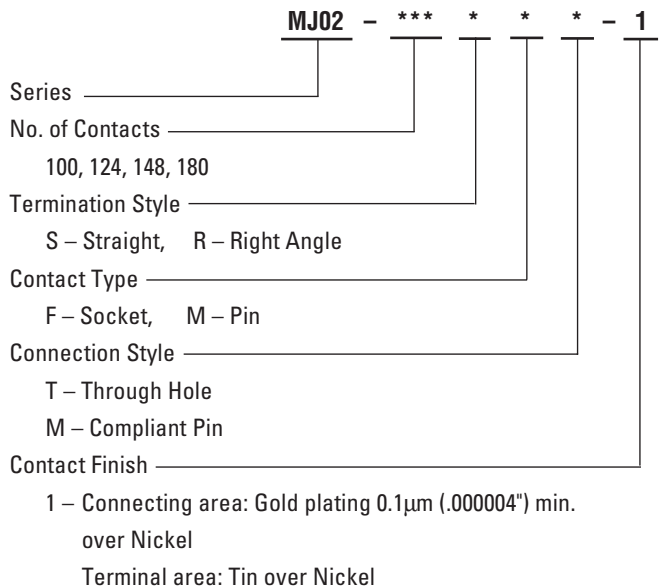 MJ02 – *** * * * – 1
Series
No. of Contacts
100, 124, 148, 180
Termination Style
S – Straight, R – Right Angle
Contact Type
F – Socket, M – Pin
Connection Style
T – Through Hole
M – Compliant Pin
Contact Finish
1 – Connecting area: Gold plating 0.1µm (.000004") min.
over Nickel
Terminal area: Tin over Nickel